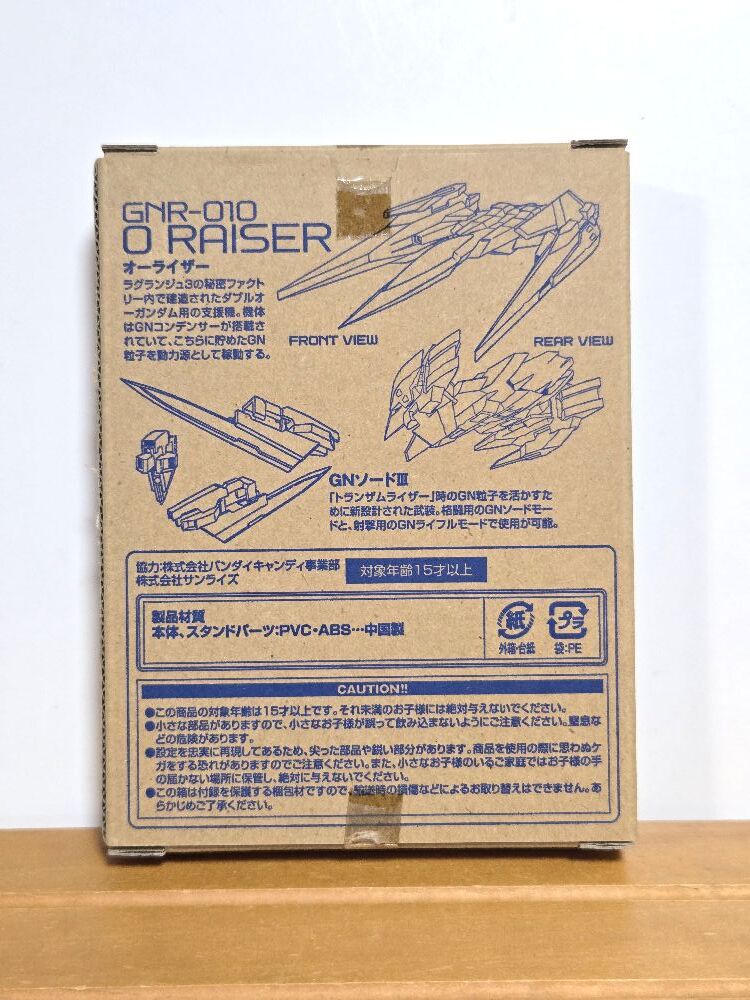 GNR-010
O RAISER
オーライザー
ラグランジュ3の秘密ファクト
リー内で建造されたダブルオ
ーガンダム用の支援機。機体
はGNコンデンサーが搭載さ
れていて、こちらに貯めたGN
粒子を動力源として稼動する。
FRONT VIEW
REAR VIEW
GNソードⅢ
「トランザムライザー」時のGN粒子を活かすた
めに新設計された武装。格闘用のGNソードモー
ドと、射撃用のGNライフルモードで使用が可能。
協力:株式会社バンダイキャンディ事業部
株式会社サンライズ
対象年齢15才以上
製品材質
本体、スタンドパーツ:PVC・ABS…中国製
紙
外箱・台紙
プラ
袋:PE
CAUTION!!
●この商品の対象年齢は15才以上です。それ未満のお子様には絶対与えないでください。
●小さな部品がありますので、小さなお子様が誤って飲み込まないようにご注意ください。窒息な
どの危険があります。
●設定を忠実に再現してあるため、尖った部品や鋭い部分があります。商品を使用の際に思わぬケ
ガをする恐れがありますのでご注意ください。また、小さなお子様のいるご家庭ではお子様の手
の届かない場所に保管し、絶対に与えないでください。
●この箱は付録を保護する梱包材ですので、輸送時の損傷などによるお取り替えはできません。あ
らかじめご了承ください。